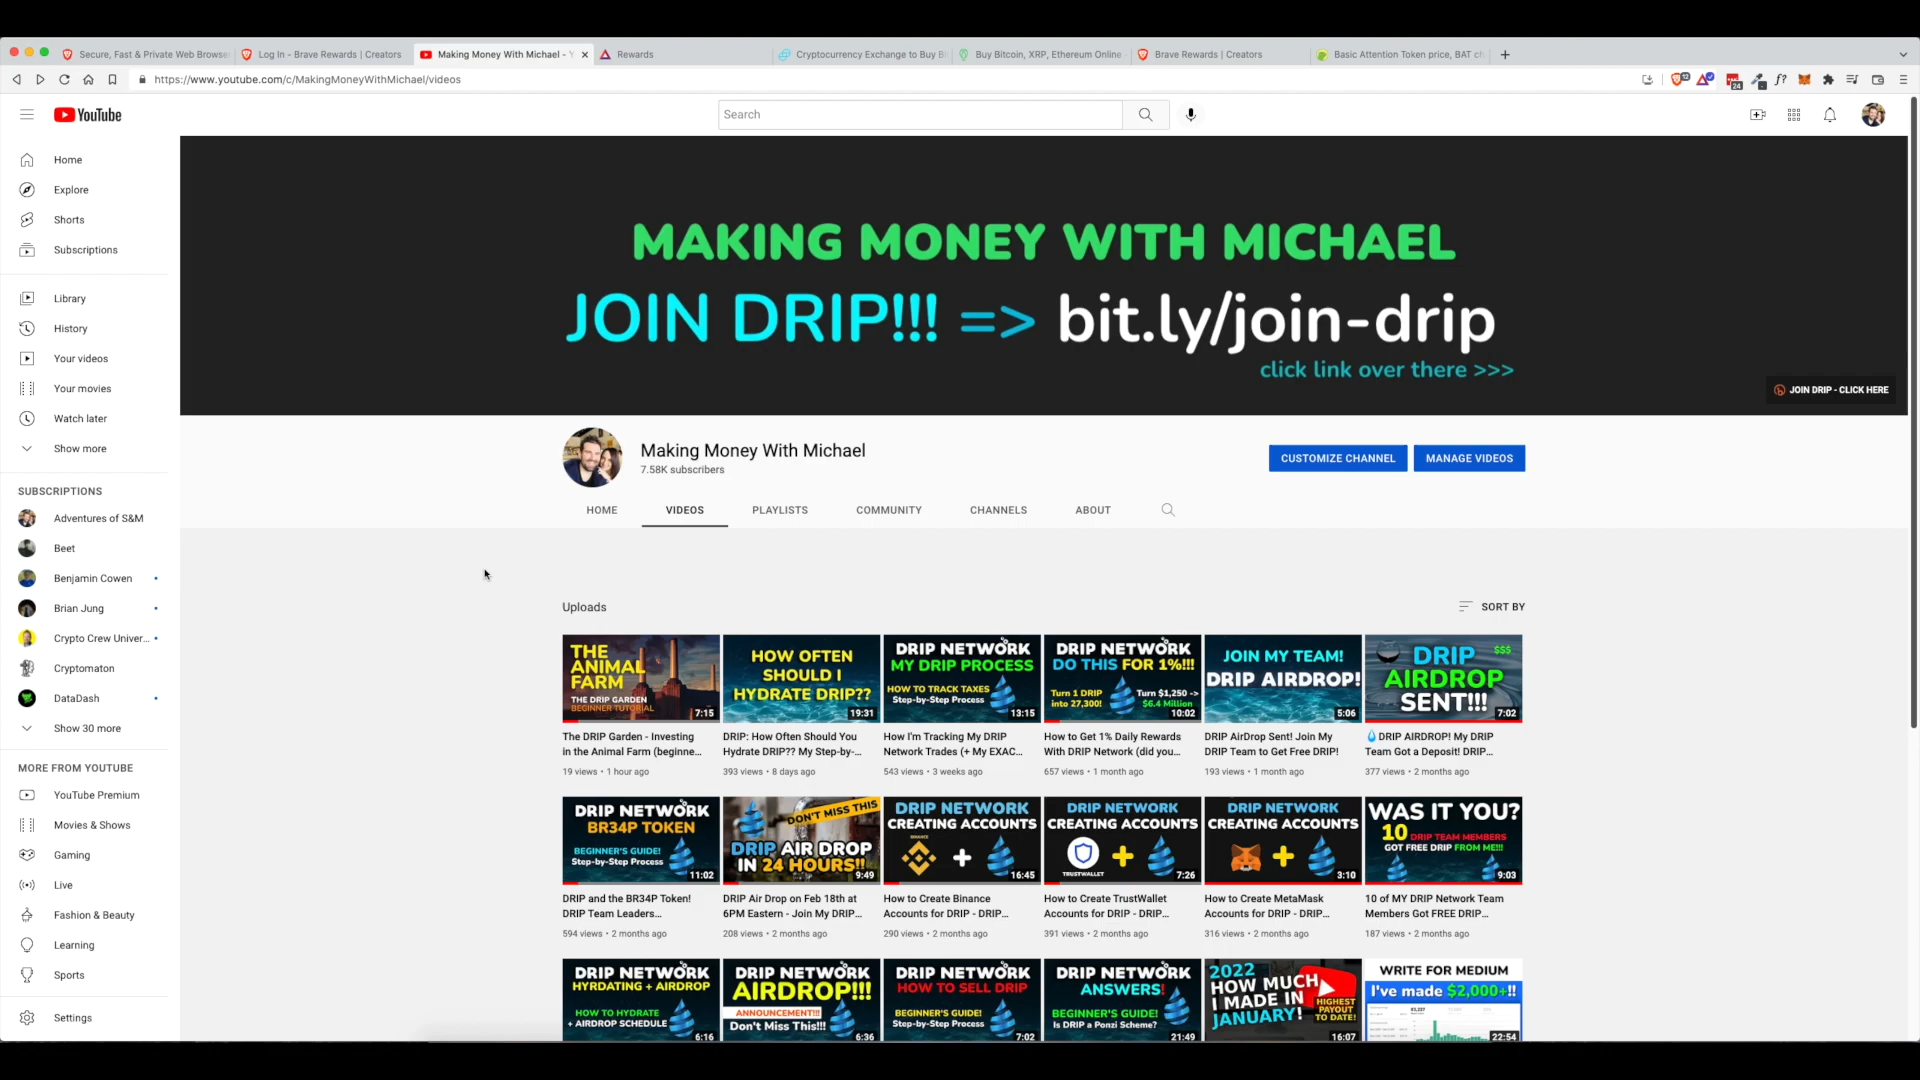 Secure, Fast & Private Web Browse
Log In - Brave Rewards | Creators
Making Money With Michael - Y
Rewards
Cryptocurrency Exchange to Buy Bi
Buy Bitcoin, XRP, Ethereum Online
Brave Rewards | Creators
Basic Attention Token price, BAT ch
https://www.youtube.com/c/MakingMoneyWithMichael/videos
YouTube
Search
Home
Explore
Shorts
Subscriptions
Library
History
Your videos
Your movies
Watch later
Show more
SUBSCRIPTIONS
Adventures of S&M
Beet
Benjamin Cowen
Brian Jung
Crypto Crew Univer...
Cryptomaton
DataDash
Show 30 more
MORE FROM YOUTUBE
YouTube Premium
Movies & Shows
Gaming
Live
Fashion & Beauty
Learning
Sports
Settings
MAKING MONEY WITH MICHAEL
JOIN DRIP!!! => bit.ly/join-drip
click link over there >>>
JOIN DRIP - CLICK HERE
Making Money With Michael
7.58K subscribers
CUSTOMIZE CHANNEL
MANAGE VIDEOS
HOME
VIDEOS
PLAYLISTS
COMMUNITY
CHANNELS
ABOUT
Uploads
SORT BY
THE
ANIMAL
FARM
THE DRIP GARDEN
BEGINNER TUTORIAL
7:15
The DRIP Garden - Investing
in the Animal Farm (beginne...
19 views • 1 hour ago
HOW OFTEN
SHOULD I
HYDRATE DRIP??
19:31
DRIP: How Often Should You
Hydrate DRIP?? My Step-by-...
393 views • 8 days ago
DRIP NETWORK
MY DRIP PROCESS
HOW TO TRACK TAXES
Step-by-Step Process
13:15
How I'm Tracking My DRIP
Network Trades (+ My EXAC...
543 views • 3 weeks ago
DRIP NETWORK
DO THIS FOR 1%!!!
Turn 1 DRIP
into 27,300!
Turn $1,250 ->
$6.4 Million
10:02
How to Get 1% Daily Rewards
With DRIP Network (did you...
657 views • 1 month ago
JOIN MY TEAM!
DRIP AIRDROP!
5:06
DRIP AirDrop Sent! Join My
DRIP Team to Get Free DRIP!
193 views • 1 month ago
DRIP
$$$
AIRDROP
SENT!!!
7:02
💧DRIP AIRDROP! My DRIP
Team Got a Deposit! DRIP...
377 views • 2 months ago
DRIP NETWORK
BR34P TOKEN
BEGINNER'S GUIDE!
Step-by-Step Process
11:02
DRIP and the BR34P Token!
DRIP Team Leaders...
594 views • 2 months ago
DON'T MISS THIS
DRIP AIR DROP
IN 24 HOURS!!
9:49
DRIP Air Drop on Feb 18th at
6PM Eastern - Join My DRIP...
208 views • 2 months ago
DRIP NETWORK
CREATING ACCOUNTS
BINANCE
+
16:45
How to Create Binance
Accounts for DRIP - DRIP...
290 views • 2 months ago
DRIP NETWORK
CREATING ACCOUNTS
+
TRUSTWALLET
7:26
How to Create TrustWallet
Accounts for DRIP - DRIP...
391 views • 2 months ago
DRIP NETWORK
CREATING ACCOUNTS
+
3:10
How to Create MetaMask
Accounts for DRIP - DRIP...
316 views • 2 months ago
WAS IT YOU?
10 DRIP TEAM MEMBERS
GOT FREE DRIP FROM ME!!!
9:03
10 of MY DRIP Network Team
Members Got FREE DRIP...
187 views • 2 months ago
DRIP NETWORK
HYRDATING + AIRDROP
HOW TO HYDRATE
+ AIRDROP SCHEDULE
6:16
DRIP NETWORK
AIRDROP!!!
ANNOUNCEMENT!!!
Don't Miss This!!!
6:36
DRIP NETWORK
HOW TO SELL DRIP
BEGINNER'S GUIDE!
Step-by-Step Process
7:02
DRIP NETWORK
ANSWERS!
BEGINNER'S GUIDE!
Is DRIP a Ponzi Scheme?
21:49
2022
HOW MUCH
I MADE IN
JANUARY!
HIGHEST
PAYOUT
TO DATE!
16:07
WRITE FOR MEDIUM
I've made $2,000+!!
22:54